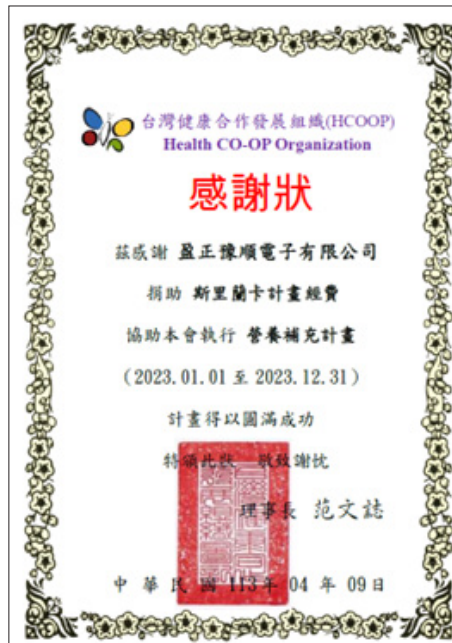 台灣健康合作發展組織(HCOOP)
Health CO-OP Organization
感謝狀
茲感謝 盈正豫順電子有限公司
捐助 斯里蘭卡計畫經費
協助本會執行 營養補充計畫
(2023.01.01 至 2023.12.31)
計畫得以圓滿成功
特頒此狀 敬致謝忱
理事長 范文誌
中華民國 113年 04 年 09日